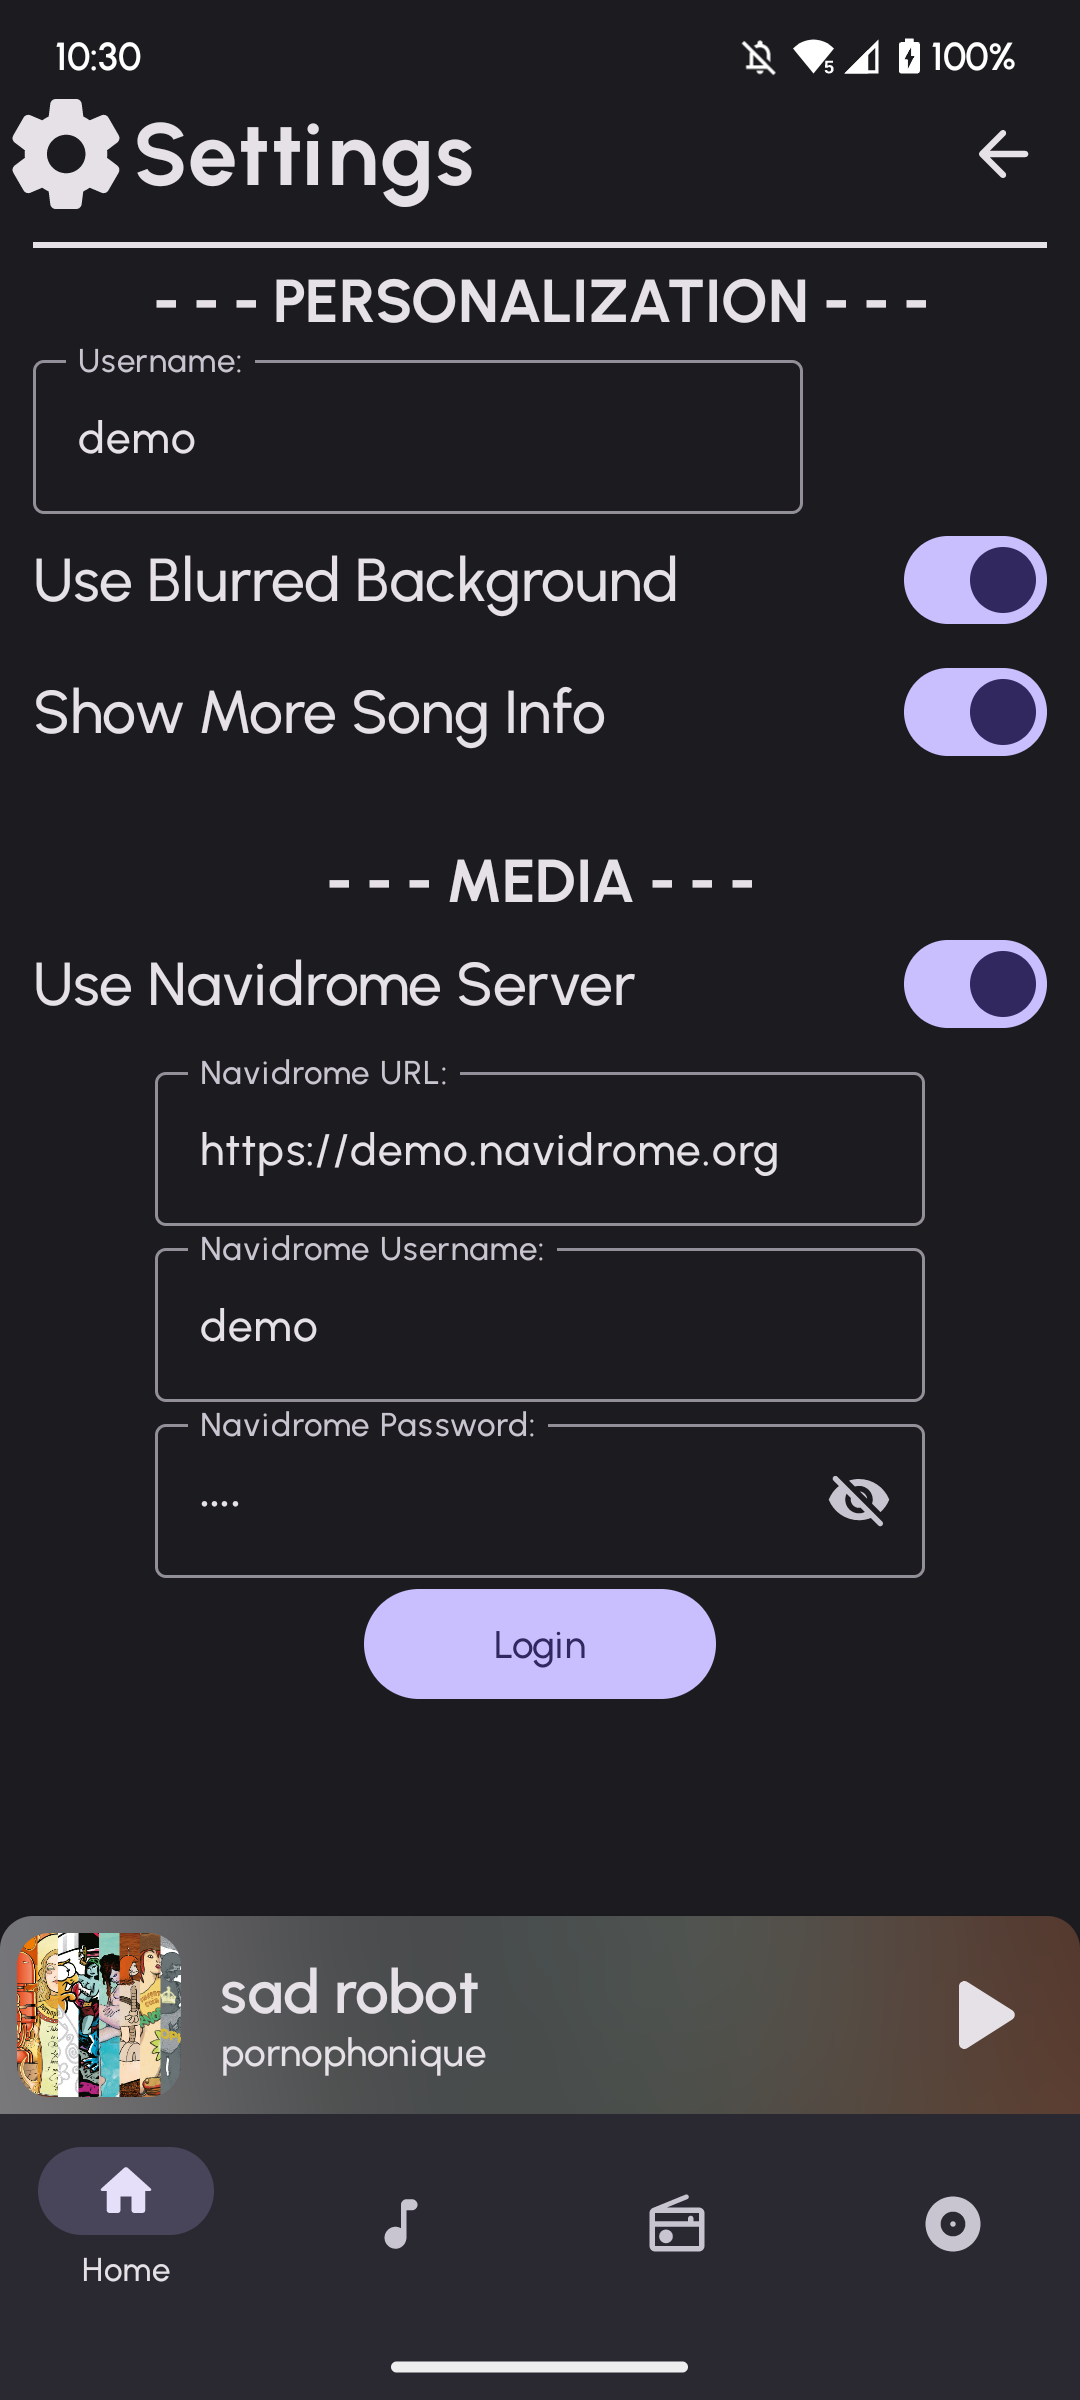 10:30
5
100%
Settings
- - - PERSONALIZATION - - -
Username:
demo
Use Blurred Background
Show More Song Info
- - - MEDIA - - -
Use Navidrome Server
Navidrome URL:
https://demo.navidrome.org
Navidrome Username:
demo
Navidrome Password:
••••
Login
sad robot
pornophonique
Home